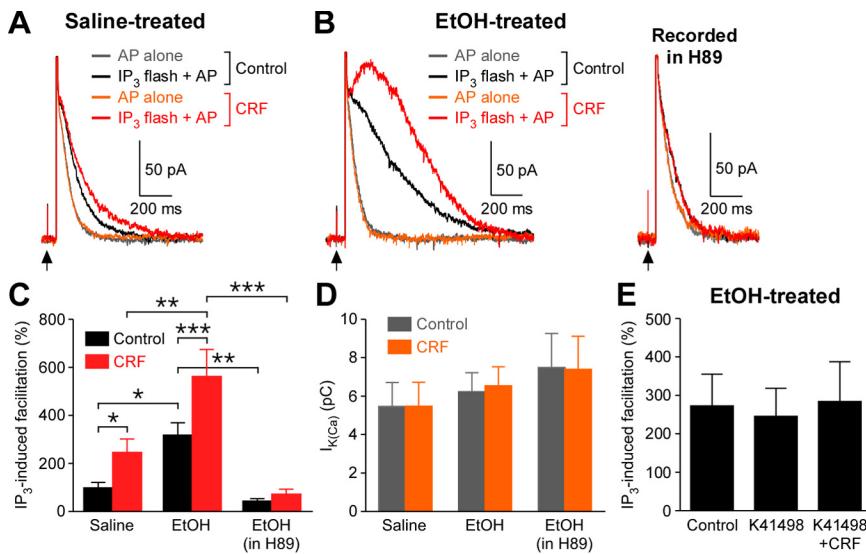 A
Saline-treated
AP alone
IP3 flash + AP
Control
AP alone
IP3 flash + AP
CRF
50 pA
200 ms
B
EtOH-treated
AP alone
IP3 flash + AP
Control
AP alone
IP3 flash + AP
CRF
50 pA
200 ms
Recorded
in H89
50 pA
200 ms
C
IP3-induced facilitation (%)
800
600
400
200
0
Control
CRF
*
*
**
***
**
***
Saline
EtOH
EtOH
(in H89)
D
IK(Ca) (pC)
10
8
6
4
2
0
Control
CRF
Saline
EtOH
EtOH
(in H89)
E
EtOH-treated
IP3-induced facilitation (%)
500
400
300
200
100
0
Control
K41498
K41498
+CRF